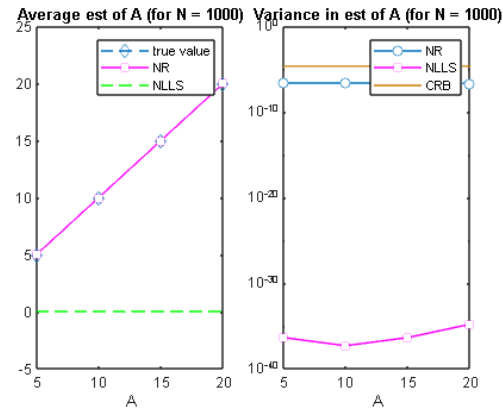 Average est of A (for N = 1000)
25
20
15
10
5
0
-5
5
10
15
20
A
true value
NR
NLLS
Variance in est of A (for N = 1000)
10^0
10^-10
10^-20
10^-30
10^-40
5
10
15
20
A
NR
NLLS
CRB